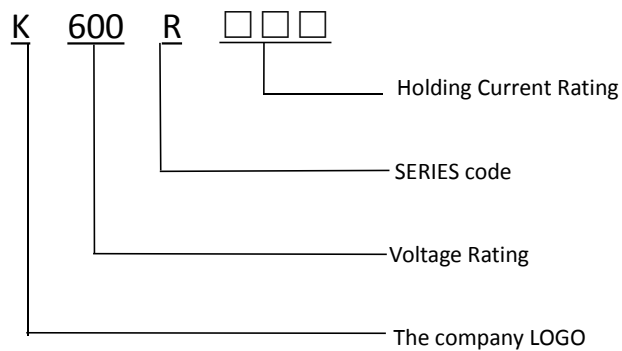 K 600 R □□□
Holding Current Rating
SERIES code
Voltage Rating
The company LOGO